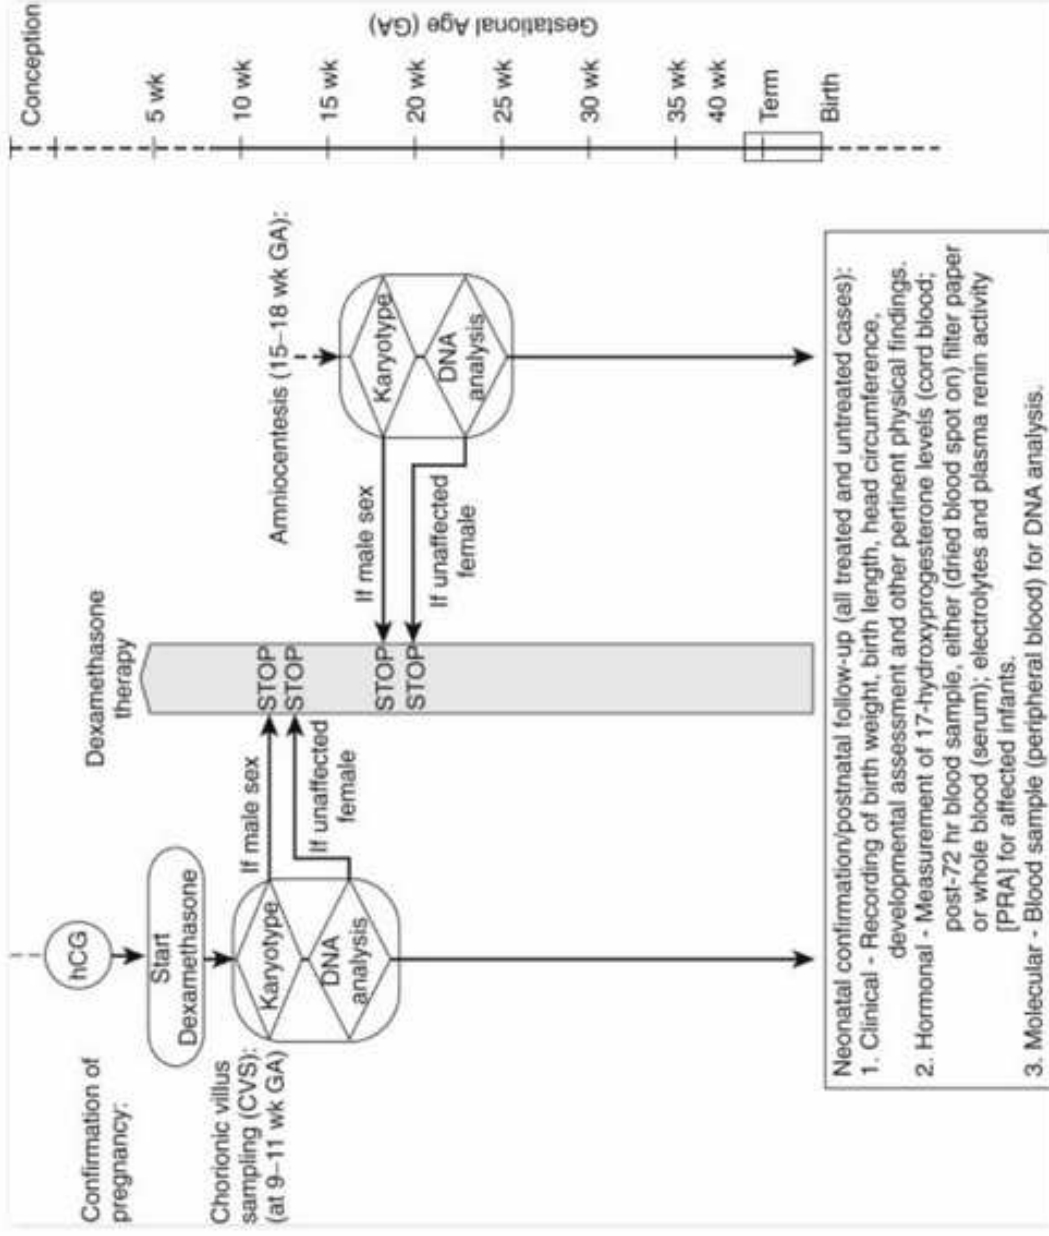 Confirmation of
pregnancy:
hCG
Start
Dexamethasone
Chorionic villus
sampling (CVS):
(at 9–11 wk GA)
Karyotype
DNA
analysis
If male sex
If unaffected
female
Dexamethasone
therapy
STOP
STOP
STOP
STOP
Amniocentesis (15–18 wk GA):
Karyotype
DNA
analysis
If male sex
If unaffected
female
Conception
5 wk
10 wk
15 wk
20 wk
25 wk
30 wk
35 wk
40 wk
Term
Birth
Gestational Age (GA)
Neonatal confirmation/postnatal follow-up (all treated and untreated cases):
1. Clinical - Recording of birth weight, birth length, head circumference,
developmental assessment and other pertinent physical findings.
2. Hormonal - Measurement of 17-hydroxyprogesterone levels (cord blood;
post-72 hr blood sample, either (dried blood spot on) filter paper
or whole blood (serum); electrolytes and plasma renin activity
[PRA] for affected infants.
3. Molecular - Blood sample (peripheral blood) for DNA analysis.